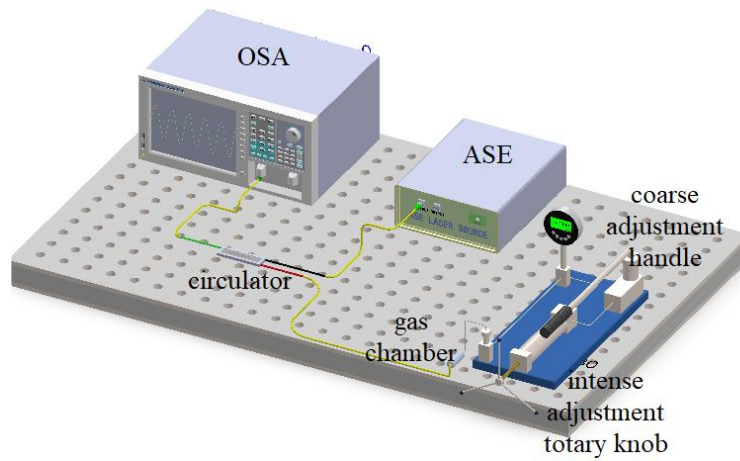 OSA
ASE
ASE LASER SOURCE
coarse
adjustment
handle
circulator
gas
chamber
intense
adjustment
totary knob